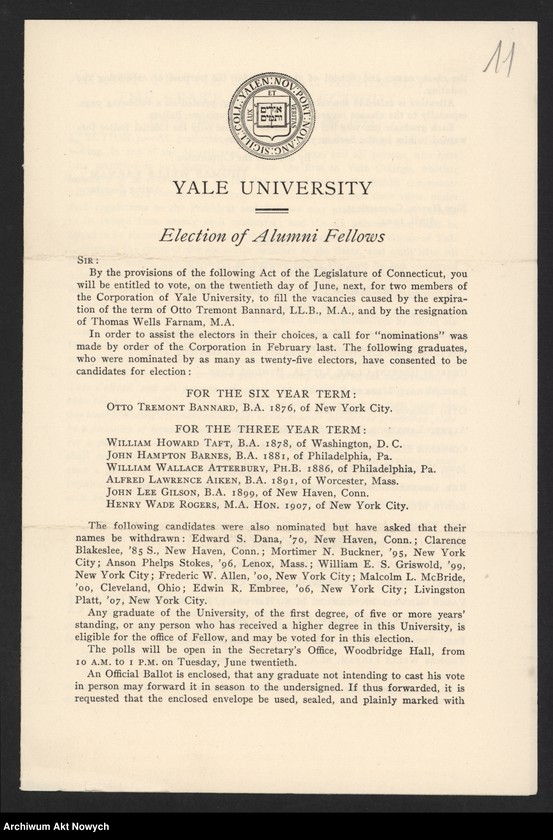 11
SIGILL: COLL: YALEN: NOV: PORT: NOV: ANG:
LUX ET
אורים
ותמים
YALE UNIVERSITY
Election of Alumni Fellows
SIR:
By the provisions of the following Act of the Legislature of Connecticut, you
will be entitled to vote, on the twentieth day of June, next, for two members of
the Corporation of Yale University, to fill the vacancies caused by the expira-
tion of the term of Otto Tremont Bannard, LL.B., M.A., and by the resignation
of Thomas Wells Farnam, M.A.
In order to assist the electors in their choices, a call for "nominations" was
made by order of the Corporation in February last. The following graduates,
who were nominated by as many as twenty-five electors, have consented to be
candidates for election:
FOR THE SIX YEAR TERM:
OTTO TREMONT BANNARD, B.A. 1876, of New York City.
FOR THE THREE YEAR TERM:
WILLIAM HOWARD TAFT, B.A. 1878, of Washington, D. C.
JOHN HAMPTON BARNES, B.A. 1881, of Philadelphia, Pa.
WILLIAM WALLACE ATTERBURY, PH.B. 1886, of Philadelphia, Pa.
ALFRED LAWRENCE AIKEN, B.A. 1891, of Worcester, Mass.
JOHN LEE GILSON, B.A. 1899, of New Haven, Conn.
HENRY WADE ROGERS, M.A. HON. 1907, of New York City.
The following candidates were also nominated but have asked that their
names be withdrawn: Edward S. Dana, '70, New Haven, Conn.; Clarence
Blakeslee, '85 S., New Haven, Conn.; Mortimer N. Buckner, '95, New York
City; Anson Phelps Stokes, '96, Lenox, Mass.; William E. S. Griswold, '99,
New York City; Frederic W. Allen, '00, New York City; Malcolm L. McBride,
'00, Cleveland, Ohio; Edwin R. Embree, '06, New York City; Livingston
Platt, '07, New York City.
Any graduate of the University, of the first degree, of five or more years'
standing, or any person who has received a higher degree in this University, is
eligible for the office of Fellow, and may be voted for in this election.
The polls will be open in the Secretary's Office, Woodbridge Hall, from
10 A.M. to 1 P.M. on Tuesday, June twentieth.
An Official Ballot is enclosed, that any graduate not intending to cast his vote
in person may forward it in season to the undersigned. If thus forwarded, it is
requested that the enclosed envelope be used, sealed, and plainly marked with
Archiwum Akt Nowych